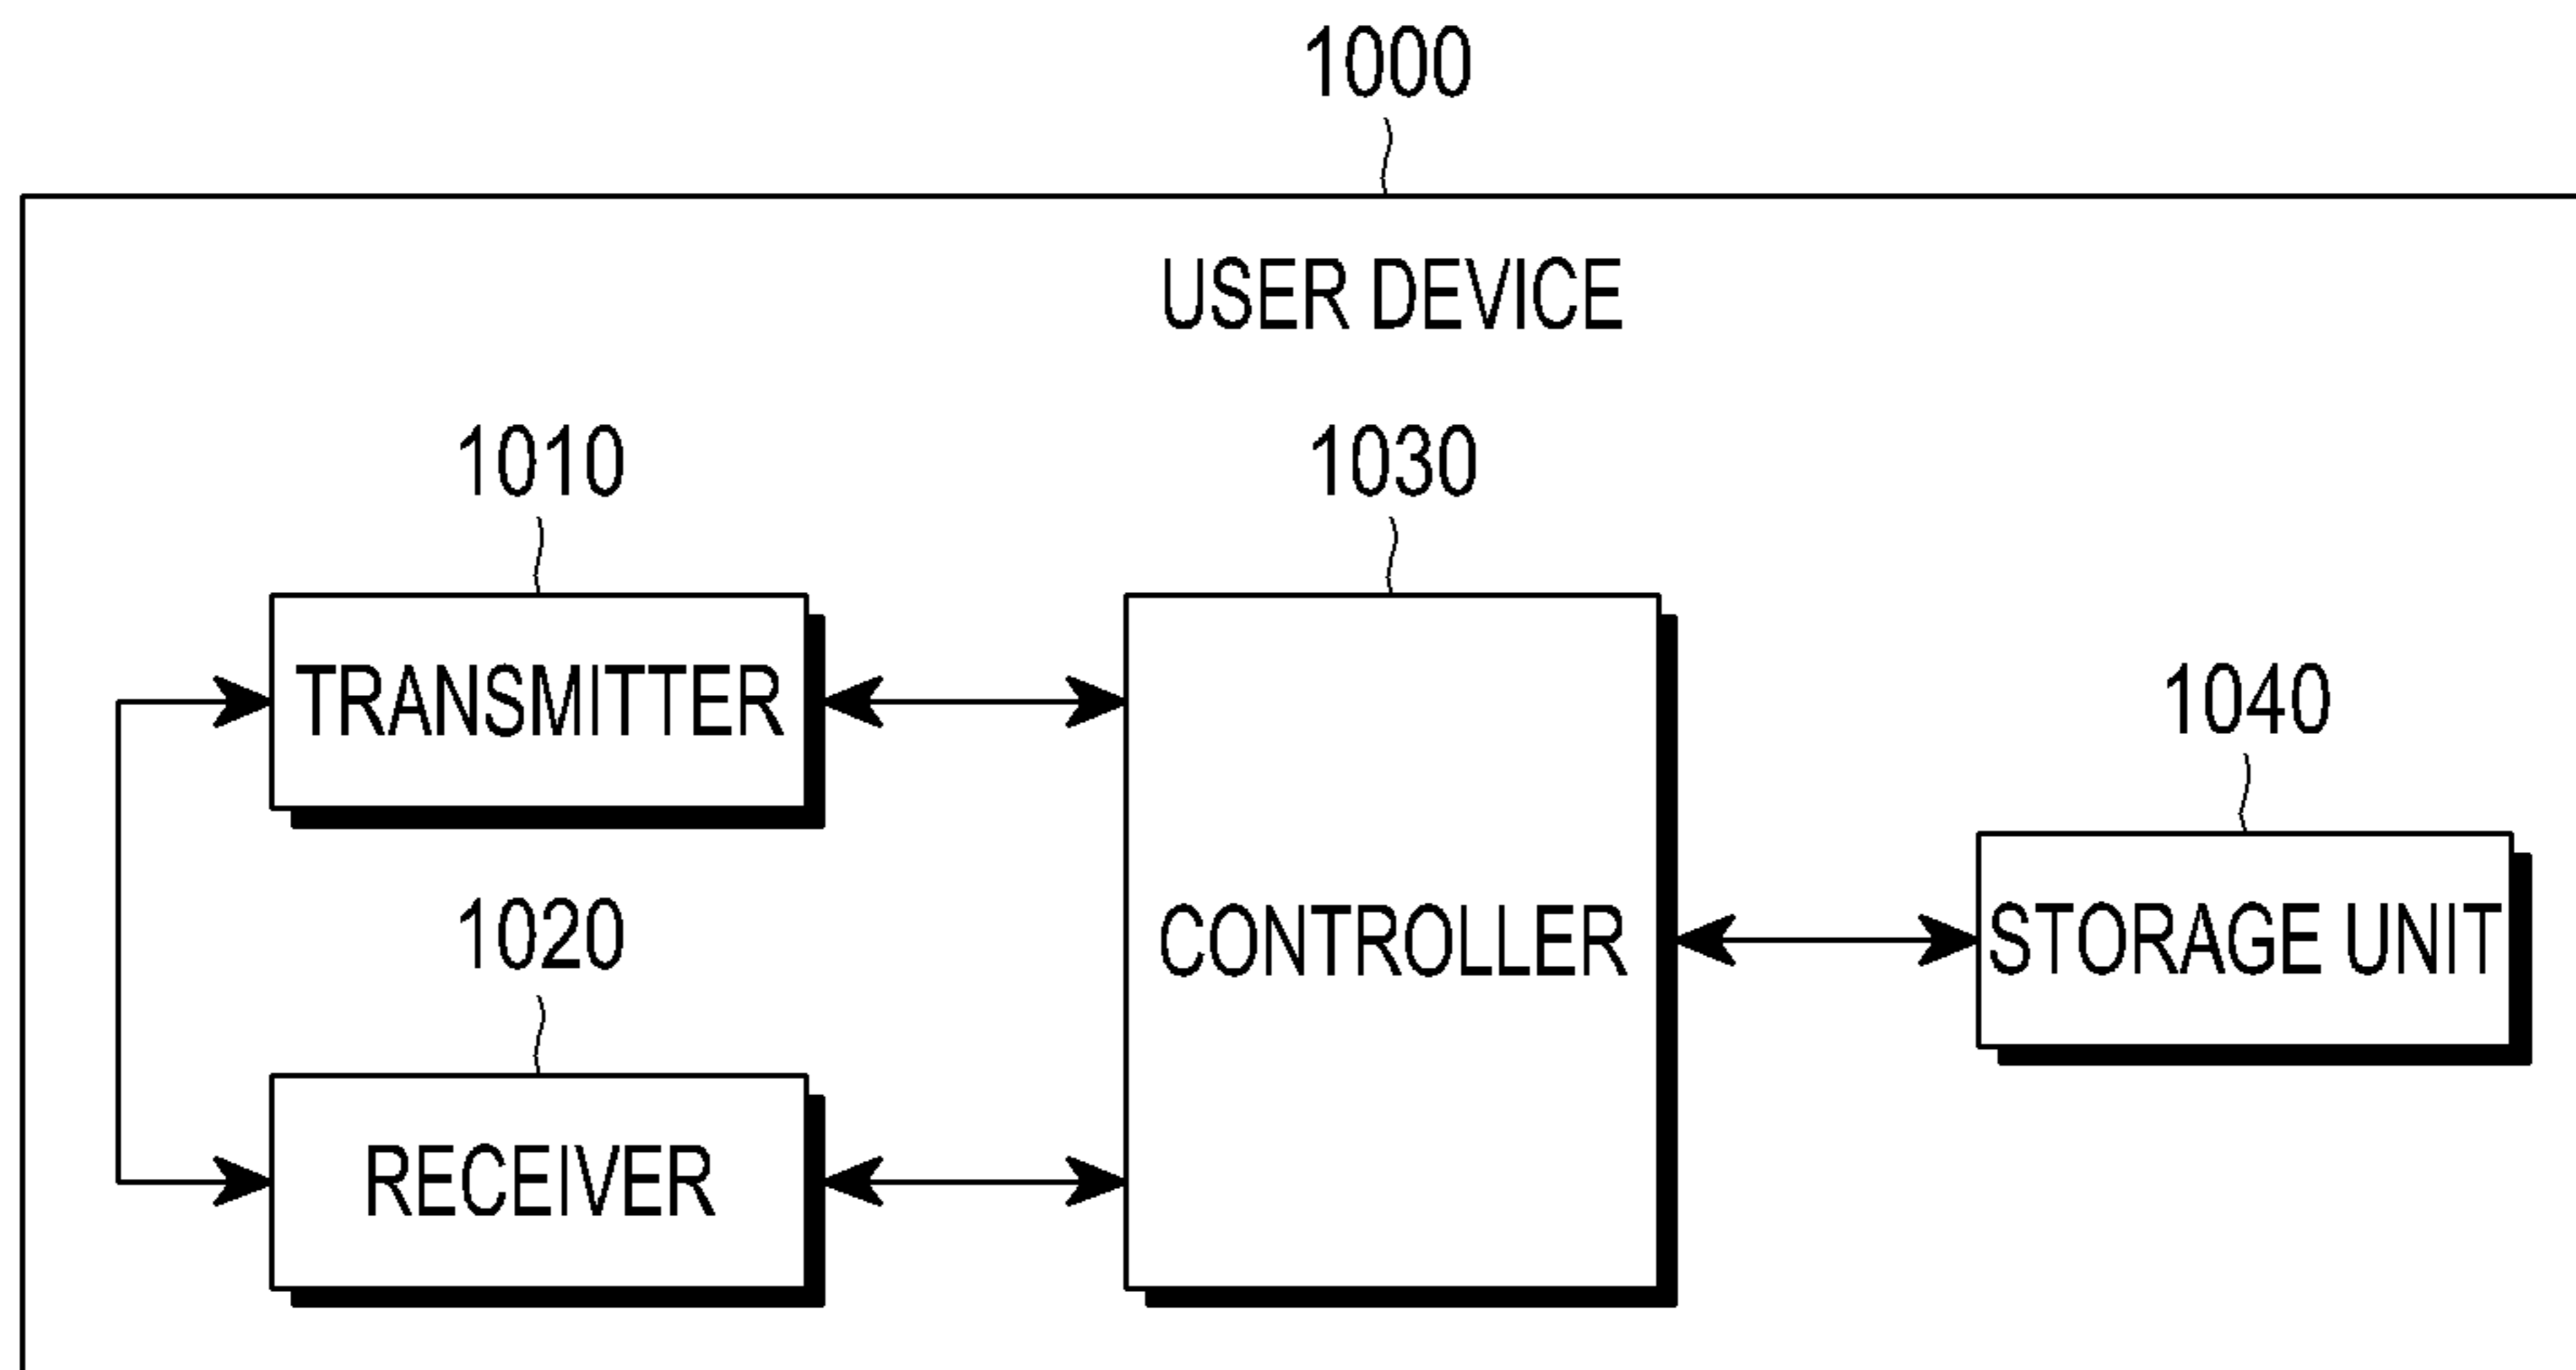 1000
USER DEVICE
1010
1030
TRANSMITTER
1040
1020
CONTROLLER
STORAGE UNIT
RECEIVER